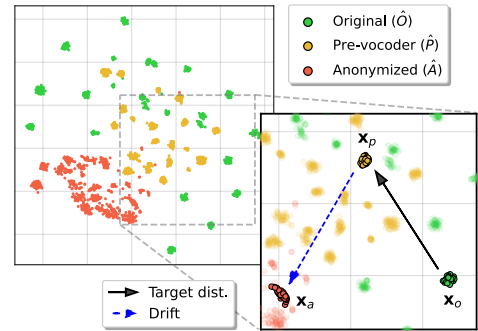 Original (Ô)
Pre-vocoder (P̂)
Anonymized (Â)
x_p
x_a
x_o
Target dist.
Drift